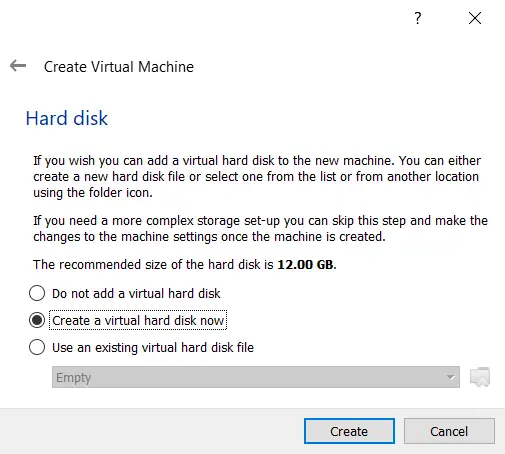 ?
Create Virtual Machine
Hard disk
If you wish you can add a virtual hard disk to the new machine. You can either
create a new hard disk file or select one from the list or from another location
using the folder icon.
If you need a more complex storage set-up you can skip this step and make the
changes to the machine settings once the machine is created.
The recommended size of the hard disk is 12.00 GB.
Do not add a virtual hard disk
Create a virtual hard disk now
Use an existing virtual hard disk file
Empty
Create Cancel